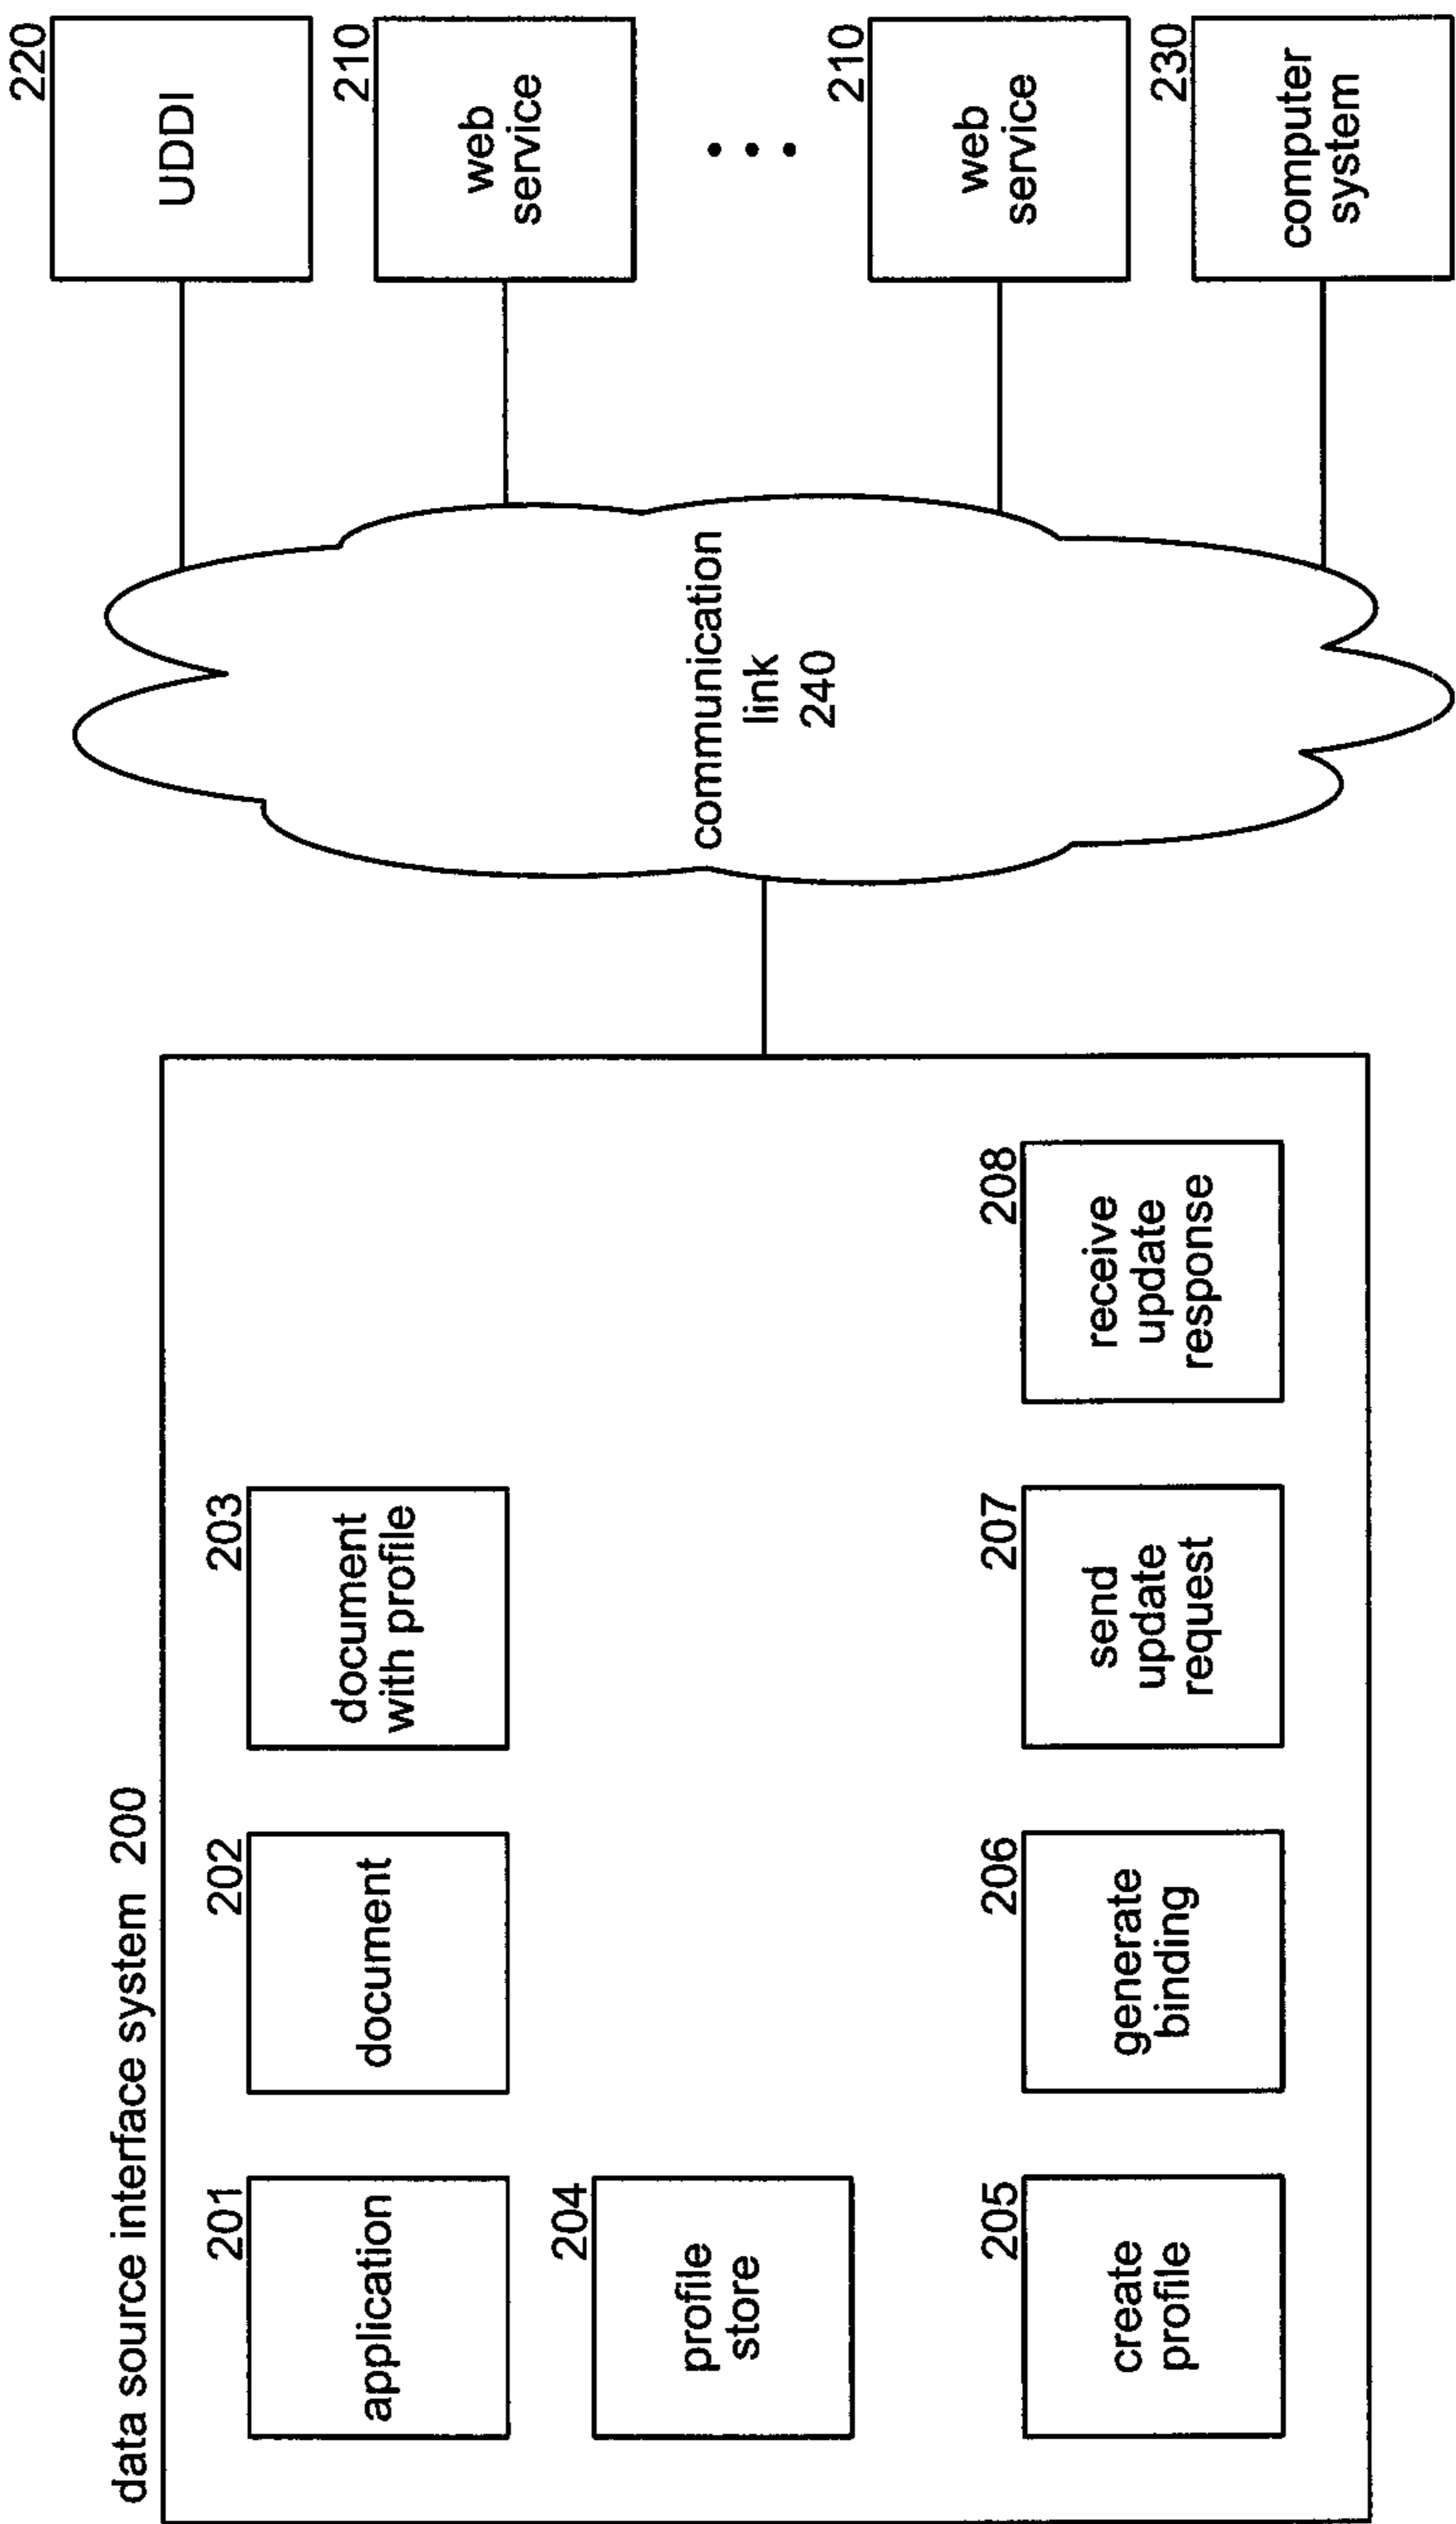 data source interface system 200
201
application
202
document
203
document
with profile
204
profile
store
205
create
profile
206
generate
binding
207
send
update
request
208
receive
update
response
communication
link
240
220
UDDI
210
web
service
210
web
service
230
computer
system